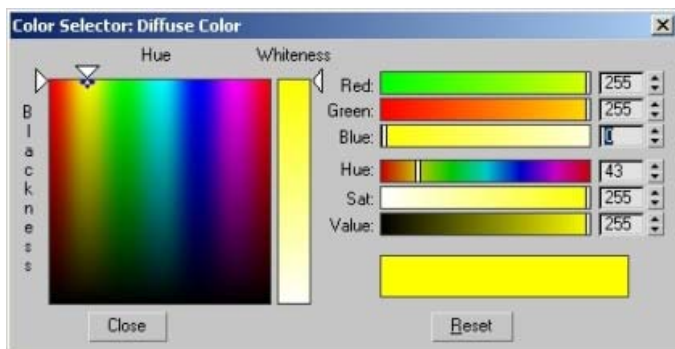 Color Selector: Diffuse Color
Hue
Whiteness
Blackness
Red: 255
Green: 255
Blue: 0
Hue: 43
Sat: 255
Value: 255
Close
Reset